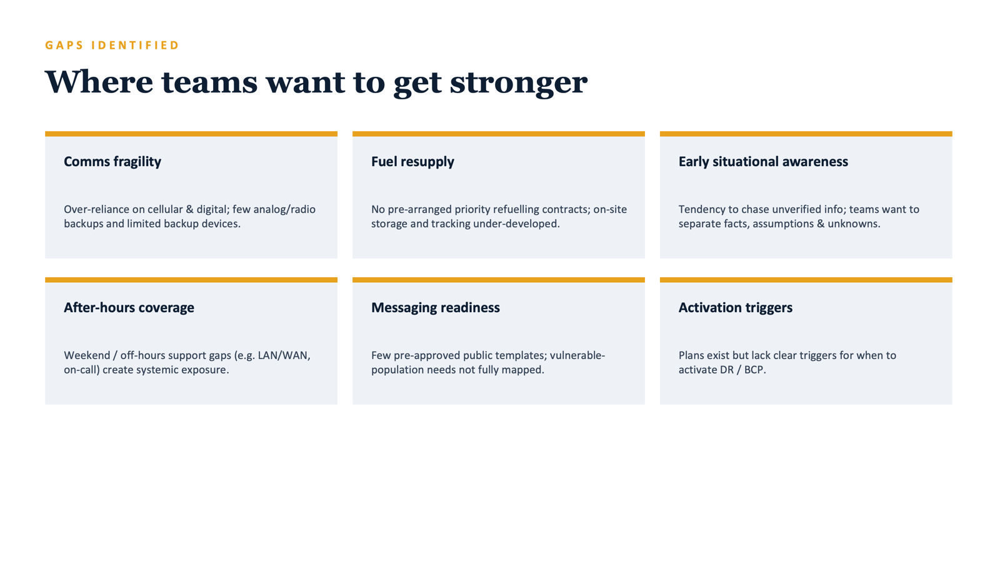 GAPS IDENTIFIED
Where teams want to get stronger
Comms fragility
Over-reliance on cellular & digital; few analog/radio
backups and limited backup devices.
Fuel resupply
No pre-arranged priority refuelling contracts; on-site
storage and tracking under-developed.
Early situational awareness
Tendency to chase unverified info; teams want to
separate facts, assumptions & unknowns.
After-hours coverage
Weekend / off-hours support gaps (e.g. LAN/WAN,
on-call) create systemic exposure.
Messaging readiness
Few pre-approved public templates; vulnerable-
population needs not fully mapped.
Activation triggers
Plans exist but lack clear triggers for when to
activate DR / BCP.